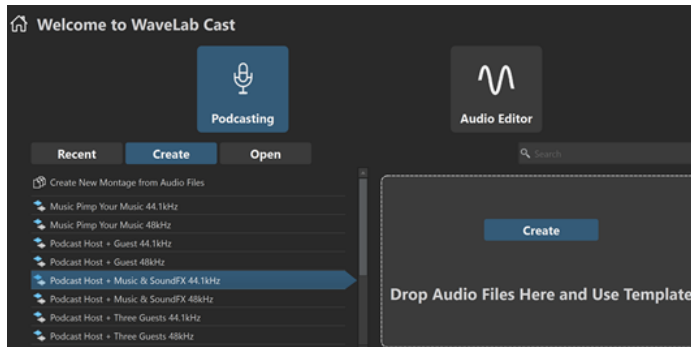 Welcome to WaveLab Cast
Podcasting
Audio Editor
Recent
Create
Open
Search
Create New Montage from Audio Files
Music Pimp Your Music 44.1kHz
Music Pimp Your Music 48kHz
Podcast Host + Guest 44.1kHz
Podcast Host + Guest 48kHz
Podcast Host + Music & SoundFX 44.1kHz
Podcast Host + Music & SoundFX 48kHz
Podcast Host + Three Guests 44.1kHz
Podcast Host + Three Guests 48kHz
Create
Drop Audio Files Here and Use Template